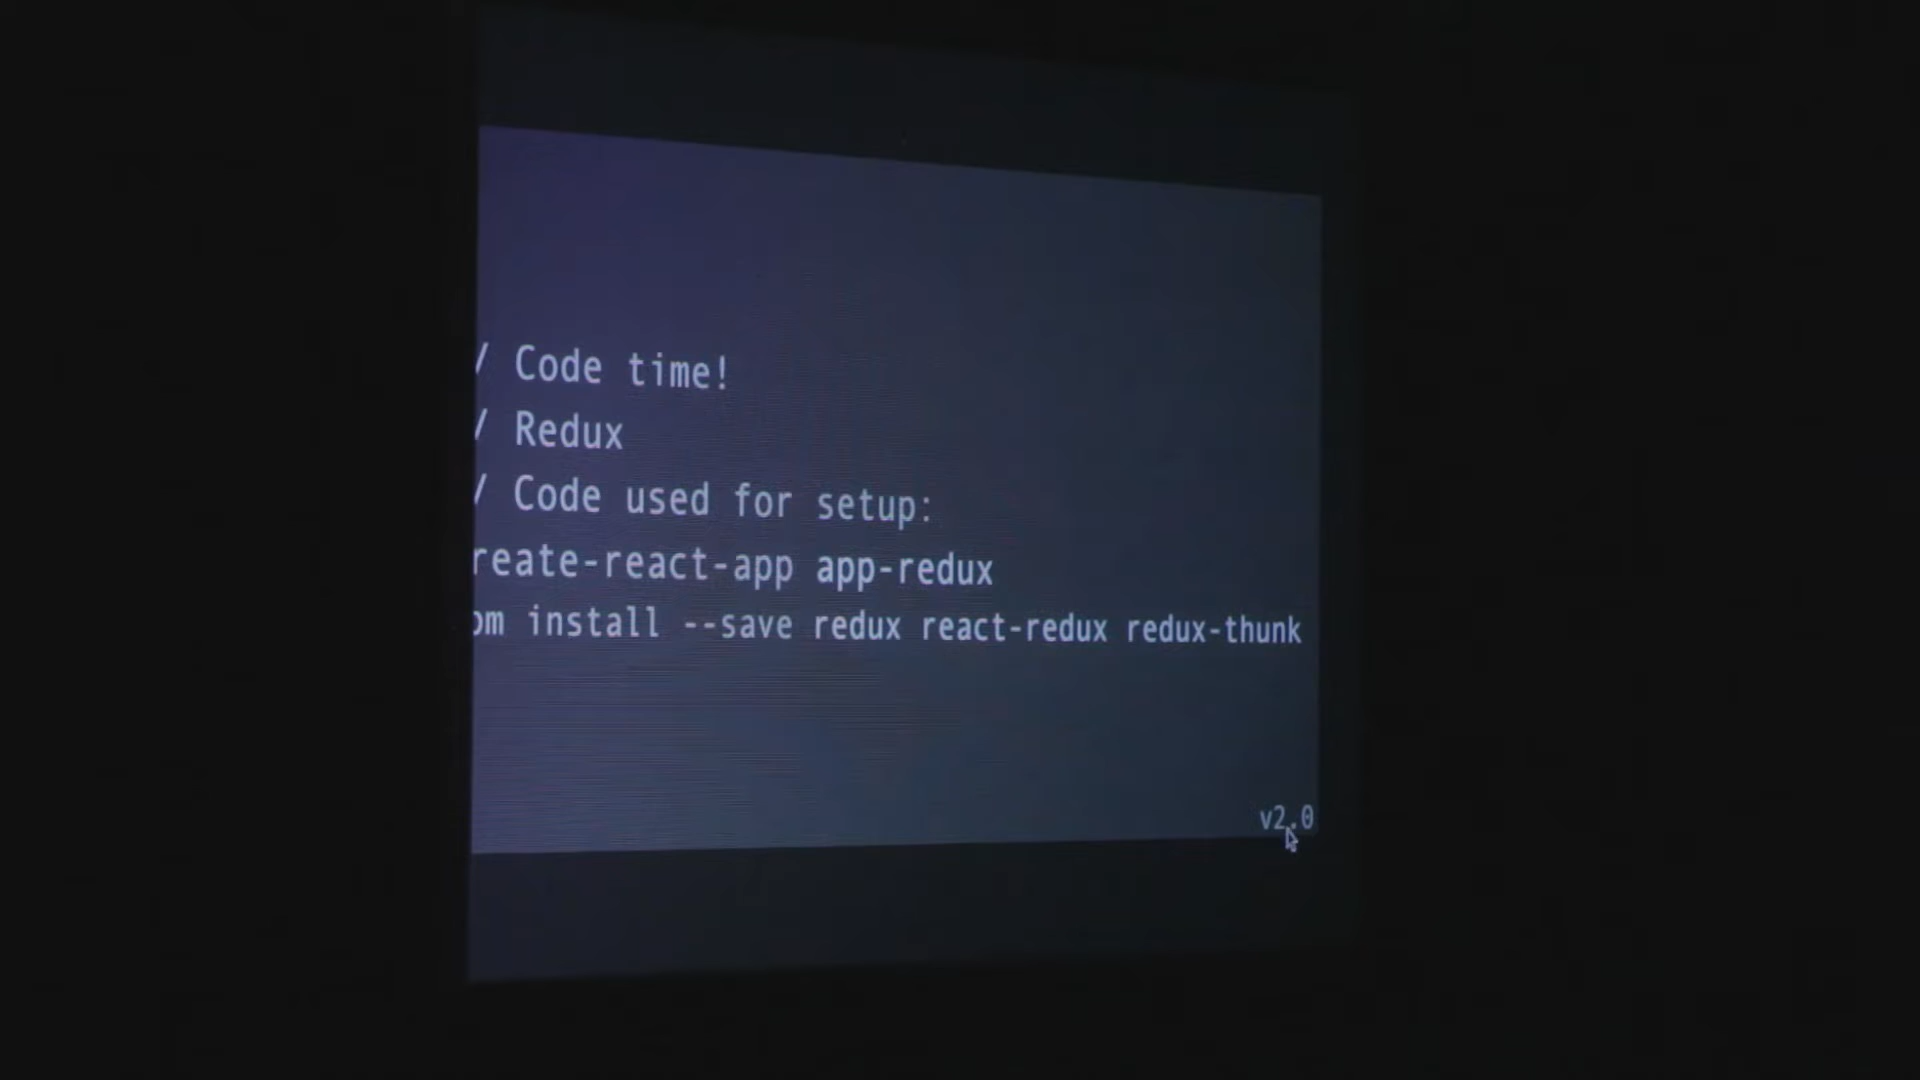 / Code time!
/ Redux
/ Code used for setup:
reate-react-app app-redux
pm install --save redux react-redux redux-thunk
v2.0